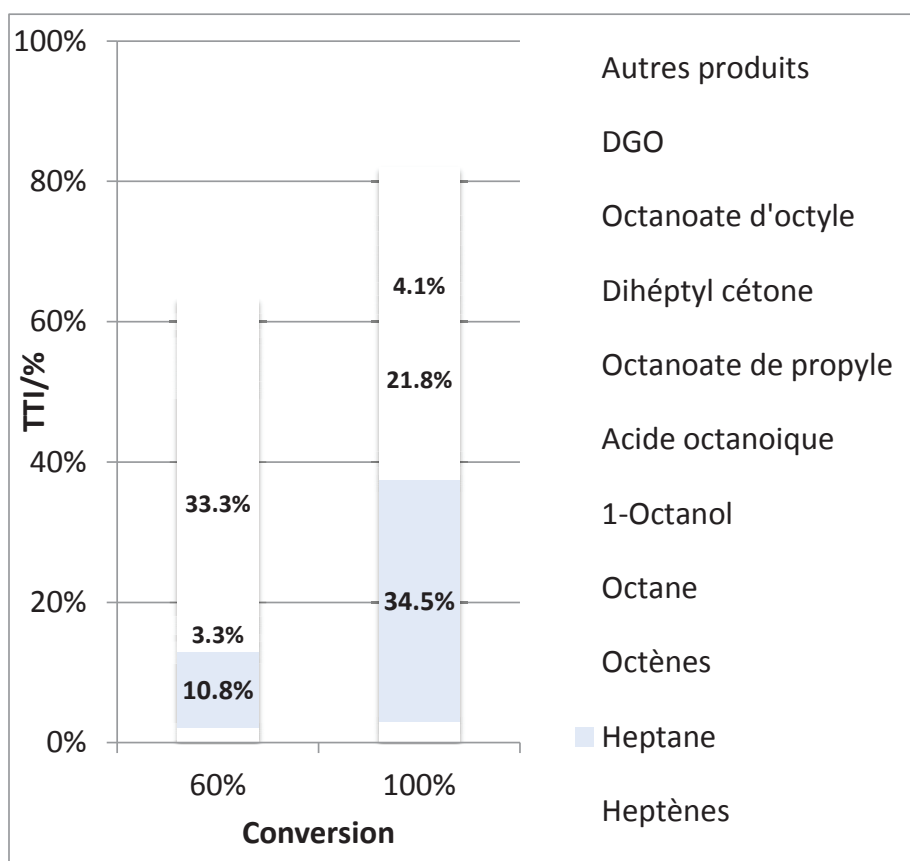 100%
80%
60%
40%
20%
0%
TTI/%
33.3%
3.3%
10.8%
4.1%
21.8%
34.5%
60%
100%
Conversion
Autres produits
DGO
Octanoate d'octyle
Dihéptyl cétone
Octanoate de propyle
Acide octanoique
1-Octanol
Octane
Octènes
Heptane
Heptènes